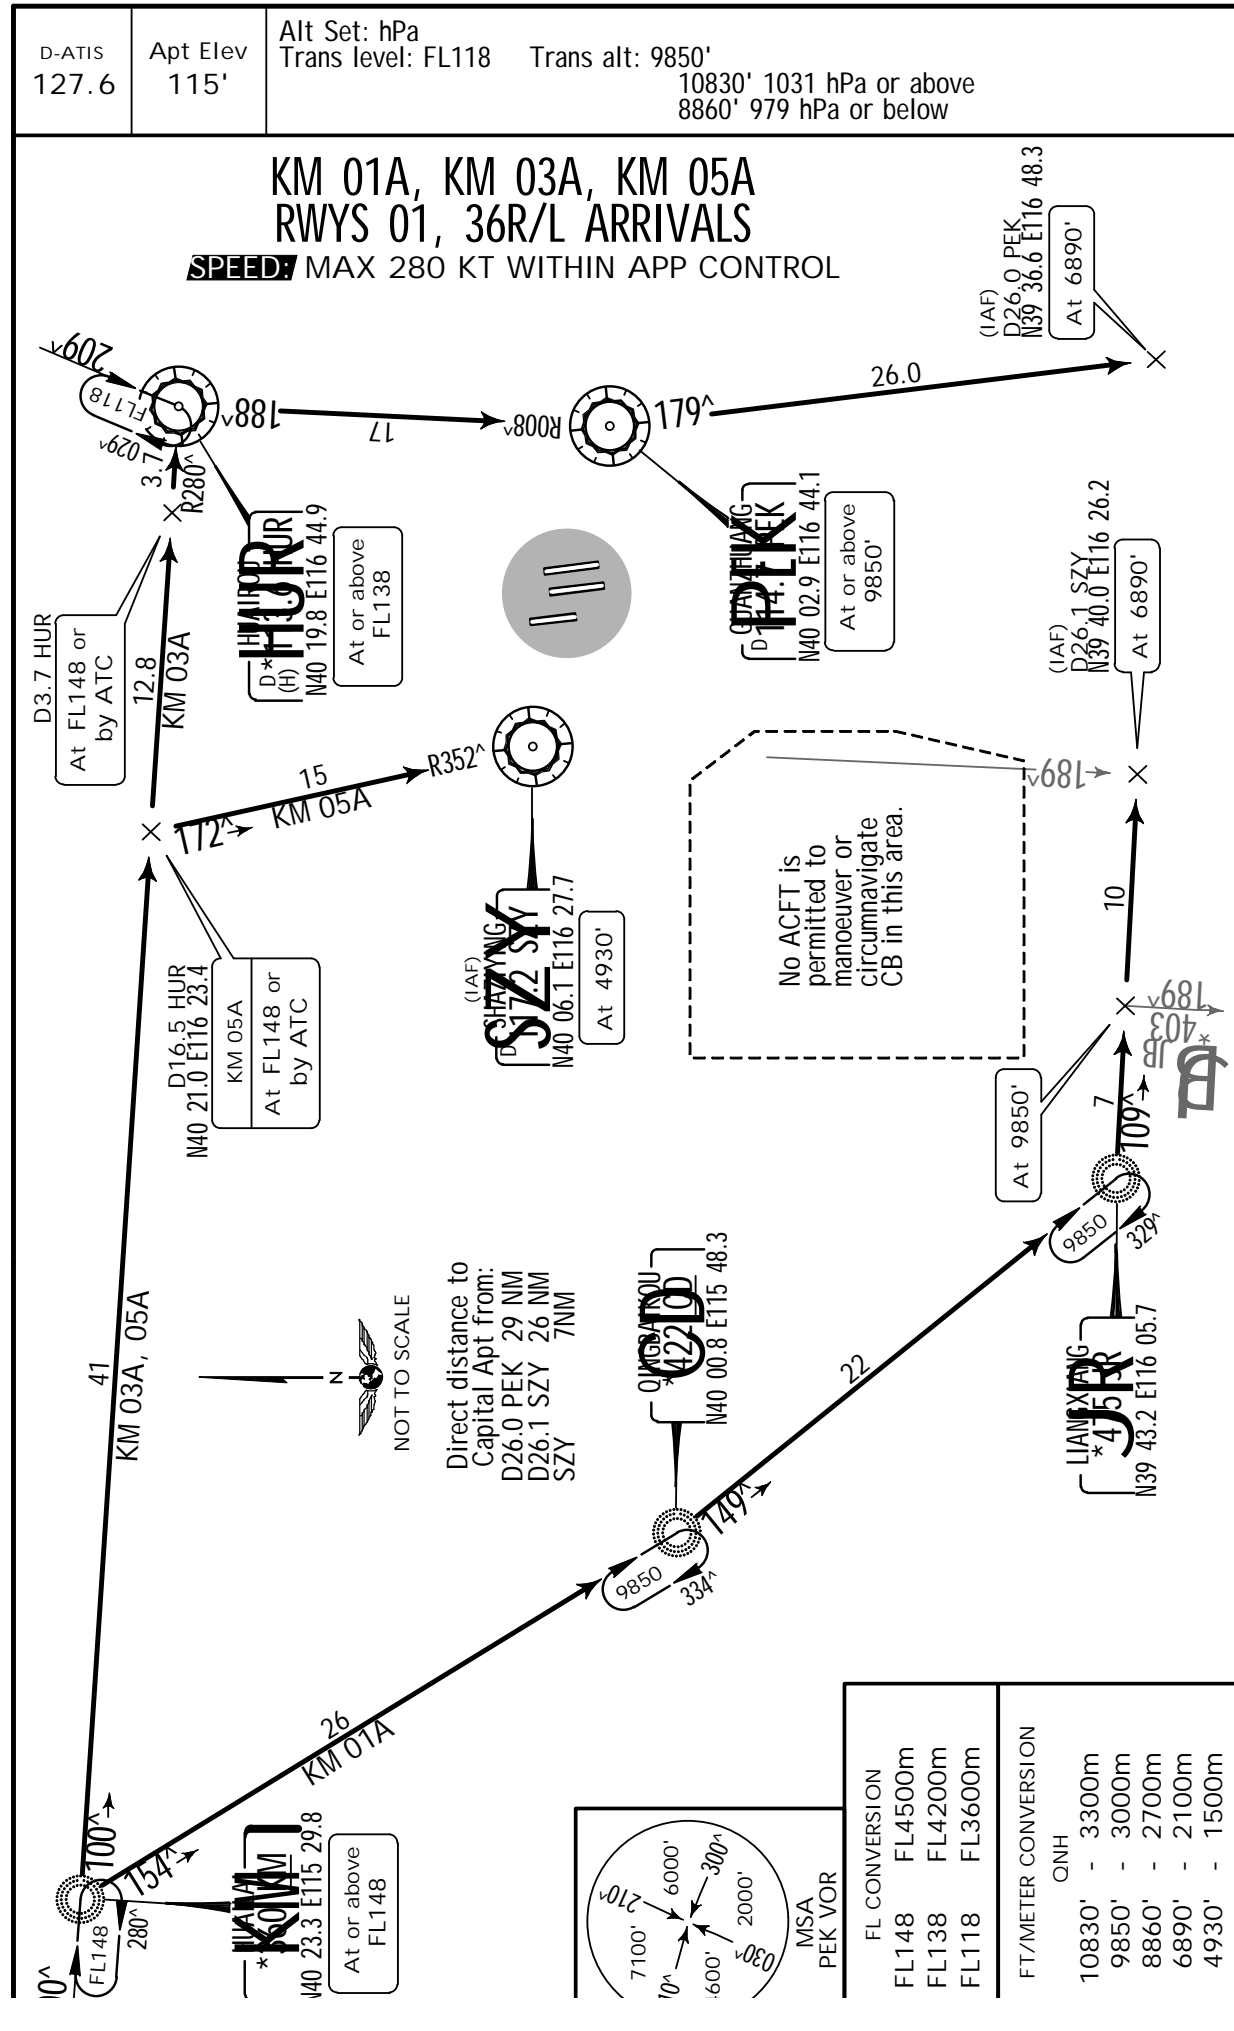 D-ATIS
127.6
Apt Elev
115'
Alt Set: hPa
Trans level: FL118 Trans alt: 9850'
10830' 1031 hPa or above
8860' 979 hPa or below
KM 01A, KM 03A, KM 05A
RWYS 01, 36R/L ARRIVALS
SPEED: MAX 280 KT WITHIN APP CONTROL
(IAF)
D26.0 PEK
N39 36.6 E116 48.3
At 6890'
209^
FL118
029^
3.7
R280^
188^
17
R008^
179^
26.0
HUAIROU
HUR
(H)
N40 19.8 E116 44.9
At or above
FL138
GUANZHUANG
PEK
N40 02.9 E116 44.1
At or above
9850'
(IAF)
D26.1 SZY
N39 40.0 E116 26.2
At 6890'
D3.7 HUR
At FL148 or
by ATC
12.8
KM 03A
172^
15
KM 05A
R352^
189^
No ACFT is
permitted to
manoeuver or
circumnavigate
CB in this area.
10
D16.5 HUR
N40 21.0 E116 23.4
KM 05A
At FL148 or
by ATC
(IAF)
SHAZIYING
SZY
N40 06.1 E116 27.7
At 4930'
189^
403
JB
At 9850'
7
109^
9850
329^
41
KM 03A, 05A
N
NOT TO SCALE
Direct distance to
Capital Apt from:
D26.0 PEK 29 NM
D26.1 SZY 26 NM
SZY 7NM
QINGBAIKOU
*422 CD
N40 00.8 E115 48.3
22
LIANGXIANG
JR
N39 43.2 E116 05.7
149^
9850
334^
26
KM 01A
100^
154^
FL148
280^
KM
N40 23.3 E115 29.8
At or above
FL148
210^
6000'
300^
2000'
030^
7100'
MSA
PEK VOR
FL CONVERSION
FL148 FL4500m
FL138 FL4200m
FL118 FL3600m
FT/METER CONVERSION
QNH
10830' - 3300m
9850' - 3000m
8860' - 2700m
6890' - 2100m
4930' - 1500m